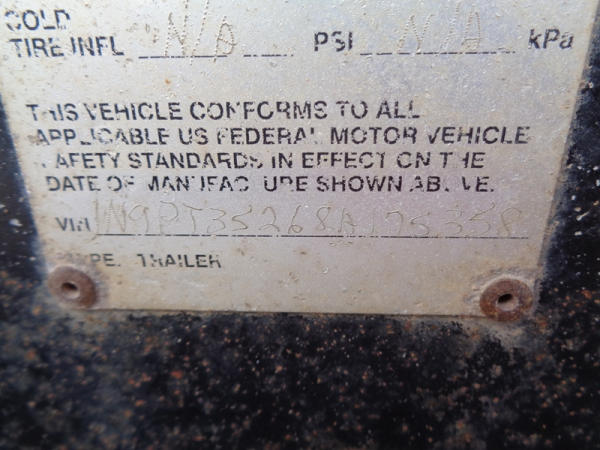 COLD
TIRE INFL N/A PSI N/A kPa
THIS VEHICLE CONFORMS TO ALL
APPLICABLE US FEDERAL MOTOR VEHICLE
SAFETY STANDARDS IN EFFECT ON THE
DATE OF MANUFACTURE SHOWN ABOVE.
VIN
TYPE. TRAILER